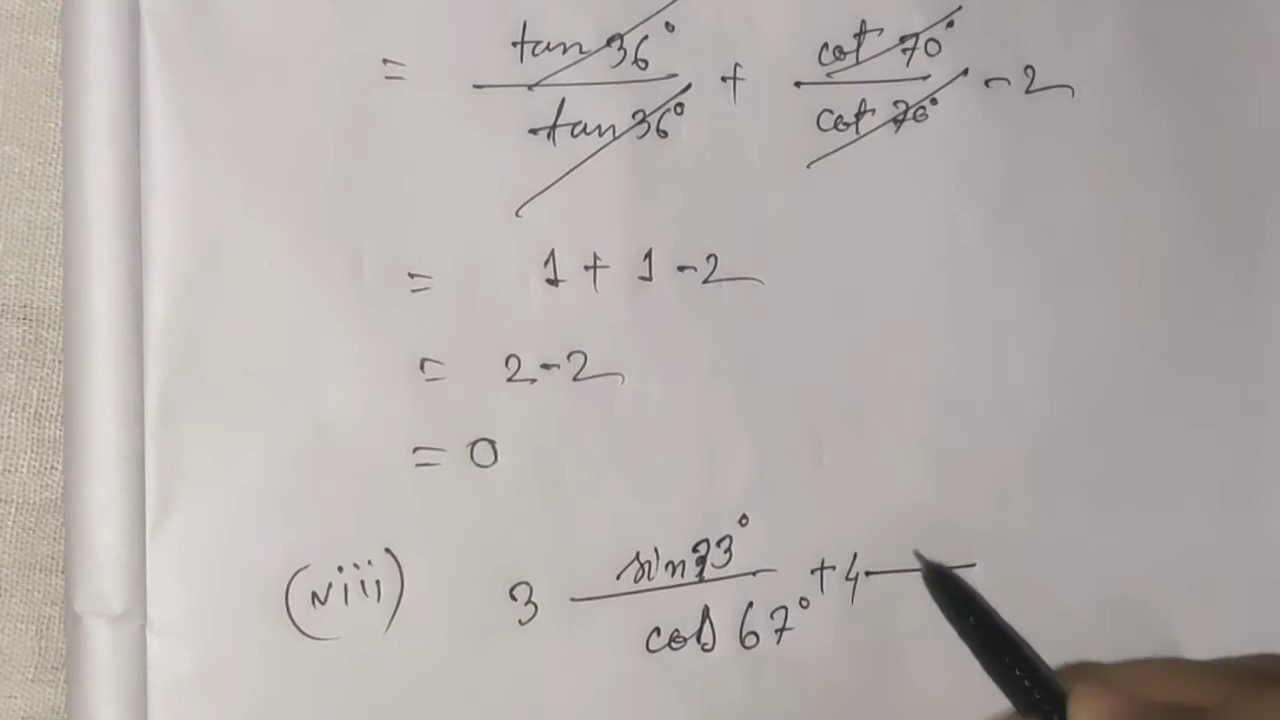 = tan 36° / tan 36° + cot 70° / cot 70° - 2
= 1 + 1 - 2
= 2 - 2
= 0
(viii) 3 sin 23° / cos 67° + 4